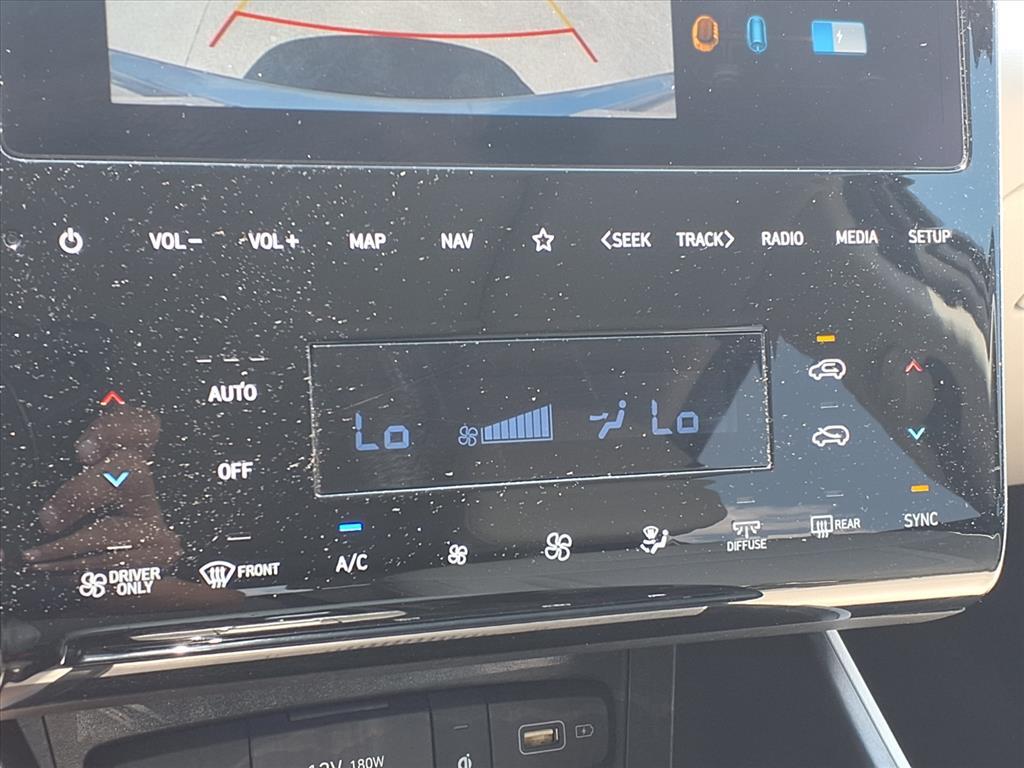 VOL− VOL+ MAP NAV <SEEK TRACK> RADIO MEDIA SETUP
AUTO
Lo Lo
OFF
A/C SYNC
DRIVER ONLY FRONT DIFFUSE REAR
12V 180W